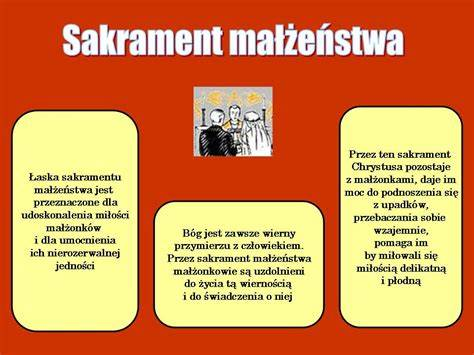 Sakrament małżeństwa
Łaska sakramentu
małżeństwa jest
przeznaczone dla
udoskonalenia miłości
małżonków
i dla umocnienia
ich nierozerwalnej
jedności
Bóg jest zawsze wierny
przymierzu z człowiekiem.
Przez sakrament małżeństwa
małżonkowie są uzdolnieni
do życia tą wiernością
i do świadczenia o niej
Przez ten sakrament
Chrystusa pozostaje
z małżonkami, daje im
moc do podnoszenia się
z upadków,
przebaczania sobie
wzajemnie,
pomaga im
by miłowali się
miłością delikatną
i płodną